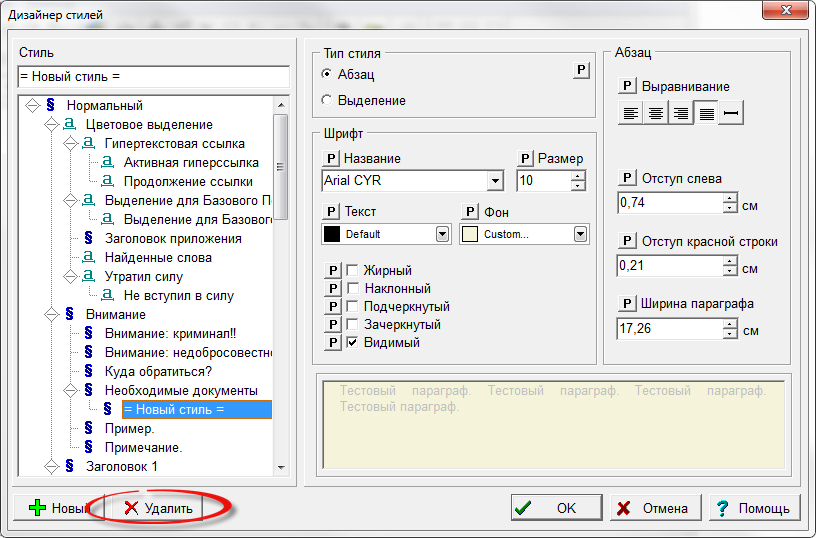 Дизайнер стилей
Стиль
= Новый стиль =
§ Нормальный
a Цветовое выделение
a Гипертекстовая ссылка
a Активная гиперссылка
a Продолжение ссылки
a Выделение для Базового П
a Выделение для Базового
§ Заголовок приложения
a Найденные слова
a Утратил силу
a Не вступил в силу
§ Внимание
§ Внимание: криминал!!
§ Внимание: недобросовестн
§ Куда обратиться?
§ Необходимые документы
§ = Новый стиль =
§ Пример.
§ Примечание.
§ Заголовок 1
Новый
Удалить
Тип стиля
Абзац
P
Выделение
Шрифт
P Название
P Размер
Arial CYR
10
P Текст
P Фон
Default
Custom...
P Жирный
P Наклонный
P Подчеркнутый
P Зачеркнутый
P Видимый
Абзац
P Выравнивание
P Отступ слева
0,74 см
P Отступ красной строки
0,21 см
P Ширина параграфа
17,26 см
Тестовый параграф. Тестовый параграф. Тестовый параграф.
Тестовый параграф.
OK
Отмена
? Помощь